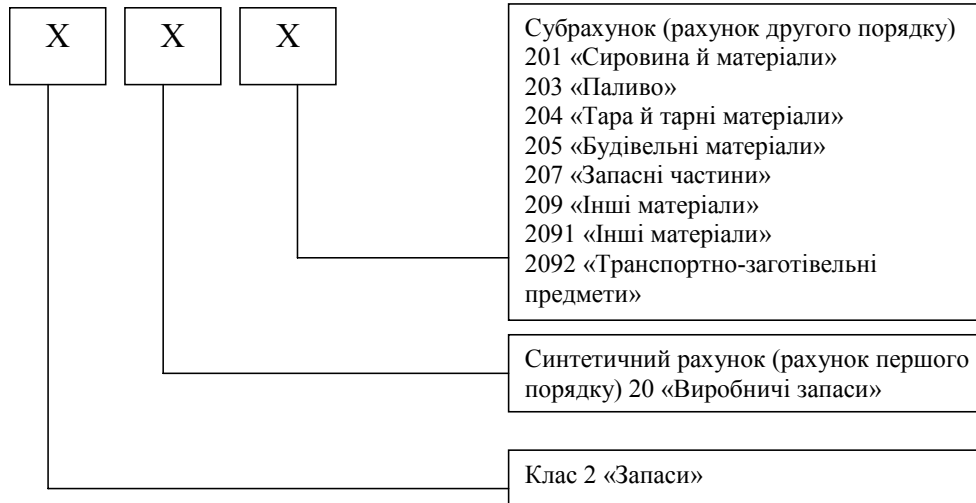 Х Х Х
Субрахунок (рахунок другого порядку)
201 «Сировина й матеріали»
203 «Паливо»
204 «Тара й тарні матеріали»
205 «Будівельні матеріали»
207 «Запасні частини»
209 «Інші матеріали»
2091 «Інші матеріали»
2092 «Транспортно-заготівельні
предмети»
Синтетичний рахунок (рахунок першого
порядку) 20 «Виробничі запаси»
Клас 2 «Запаси»